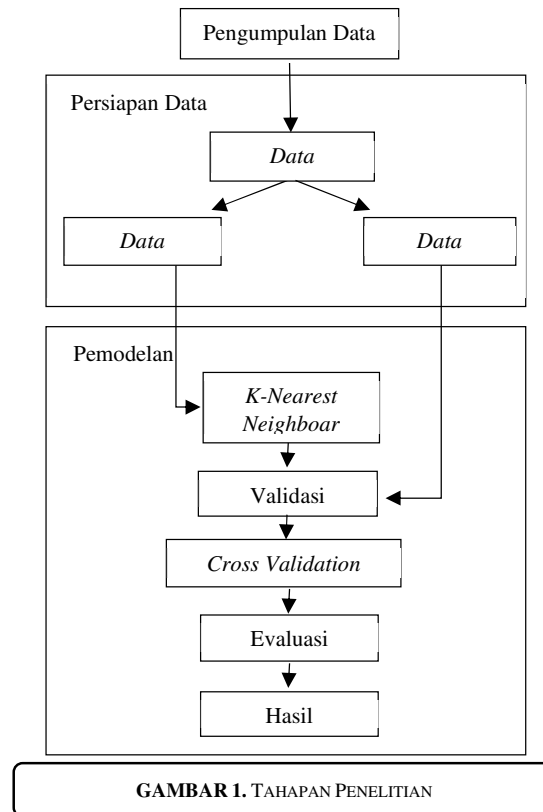 Pengumpulan Data
Persiapan Data
Data
Data
Data
Pemodelan
K-Nearest
Neighboar
Validasi
Cross Validation
Evaluasi
Hasil
GAMBAR 1. TAHAPAN PENELITIAN